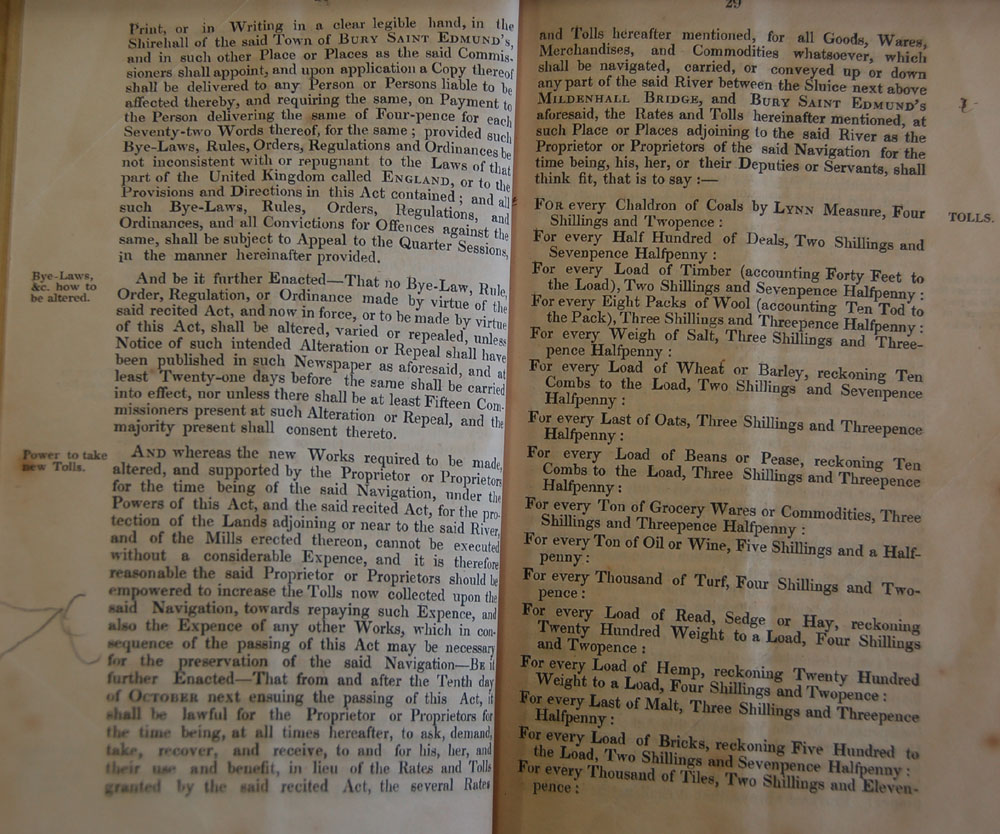 Print, or in Writing in a clear legible hand, in the
Shirehall of the said Town of BURY SAINT EDMUND's,
and in such other Place or Places as the said Commis-
sioners shall appoint, and upon application a Copy thereof
shall be delivered to any Person or Persons liable to be
affected thereby, and requiring the same, on Payment to
the Person delivering the same of Four-pence for each
Seventy-two Words thereof, for the same; provided such
Bye-Laws, Rules, Orders, Regulations and Ordinances be
not inconsistent with or repugnant to the Laws of that
part of the United Kingdom called ENGLAND, or to the
Provisions and Directions in this Act contained; and all
such Bye-Laws, Rules, Orders, Regulations, and
Ordinances, and all Convictions for Offences against the
same, shall be subject to Appeal to the Quarter Sessions,
in the manner hereinafter provided.
Bye-Laws,
&c. how to
be altered.
And be it further Enacted—That no Bye-Law, Rule,
Order, Regulation, or Ordinance made by virtue of the
said recited Act, and now in force, or to be made by virtue
of this Act, shall be altered, varied or repealed, unless
Notice of such intended Alteration or Repeal shall have
been published in such Newspaper as aforesaid, and at
least Twenty-one days before the same shall be carried
into effect, nor unless there shall be at least Fifteen Com-
missioners present at such Alteration or Repeal, and the
majority present shall consent thereto.
Power to take
new Tolls.
AND whereas the new Works required to be made,
altered, and supported by the Proprietor or Proprietors
for the time being of the said Navigation, under the
Powers of this Act, and the said recited Act, for the pro-
tection of the Lands adjoining or near to the said River,
and of the Mills erected thereon, cannot be executed
without a considerable Expence, and it is therefore
reasonable the said Proprietor or Proprietors should be
empowered to increase the Tolls now collected upon the
said Navigation, towards repaying such Expence, and
also the Expence of any other Works, which in con-
sequence of the passing of this Act may be necessary
for the preservation of the said Navigation—BE it
further Enacted—That from and after the Tenth day
of OCTOBER next ensuing the passing of this Act, it
shall be lawful for the Proprietor or Proprietors for
the time being, at all times hereafter, to ask, demand,
take, recover, and receive, to and for his, her, and
their use and benefit, in lieu of the Rates and Tolls
granted by the said recited Act, the several Rates
29
and Tolls hereafter mentioned, for all Goods, Wares,
Merchandises, and Commodities whatsoever, which
shall be navigated, carried, or conveyed up or down
any part of the said River between the Sluice next above
MILDENHALL BRIDGE, and BURY SAINT EDMUND's
aforesaid, the Rates and Tolls hereinafter mentioned, at
such Place or Places adjoining to the said River as the
Proprietor or Proprietors of the said Navigation for the
time being, his, her, or their Deputies or Servants, shall
think fit, that is to say :—
TOLLS.
FOR every Chaldron of Coals by LYNN Measure, Four
Shillings and Twopence :
For every Half Hundred of Deals, Two Shillings and
Sevenpence Halfpenny :
For every Load of Timber (accounting Forty Feet to
the Load), Two Shillings and Sevenpence Halfpenny :
For every Eight Packs of Wool (accounting Ten Tod to
the Pack), Three Shillings and Threepence Halfpenny :
For every Weigh of Salt, Three Shillings and Three-
pence Halfpenny :
For every Load of Wheat or Barley, reckoning Ten
Combs to the Load, Two Shillings and Sevenpence
Halfpenny :
For every Last of Oats, Three Shillings and Threepence
Halfpenny :
For every Load of Beans or Pease, reckoning Ten
Combs to the Load, Three Shillings and Threepence
Halfpenny :
For every Ton of Grocery Wares or Commodities, Three
Shillings and Threepence Halfpenny :
For every Ton of Oil or Wine, Five Shillings and a Half-
penny :
For every Thousand of Turf, Four Shillings and Two-
pence :
For every Load of Read, Sedge or Hay, reckoning
Twenty Hundred Weight to a Load, Four Shillings
and Twopence :
For every Load of Hemp, reckoning Twenty Hundred
Weight to a Load, Four Shillings and Twopence :
For every Last of Malt, Three Shillings and Threepence
Halfpenny :
For every Load of Bricks, reckoning Five Hundred to
the Load, Two Shillings and Sevenpence Halfpenny :
For every Thousand of Tiles, Two Shillings and Eleven-
pence :